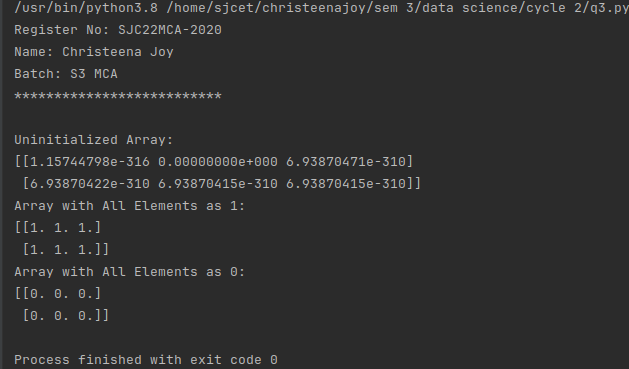 /usr/bin/python3.8 /home/sjcet/christeenajoy/sem 3/data science/cycle 2/q3.py
Register No: SJC22MCA-2020
Name: Christeena Joy
Batch: S3 MCA
**************************
Uninitialized Array:
[[1.15744798e-316 0.00000000e+000 6.93870471e-310]
 [6.93870422e-310 6.93870415e-310 6.93870415e-310]]
Array with All Elements as 1:
[[1. 1. 1.]
 [1. 1. 1.]]
Array with All Elements as 0:
[[0. 0. 0.]
 [0. 0. 0.]]
Process finished with exit code 0